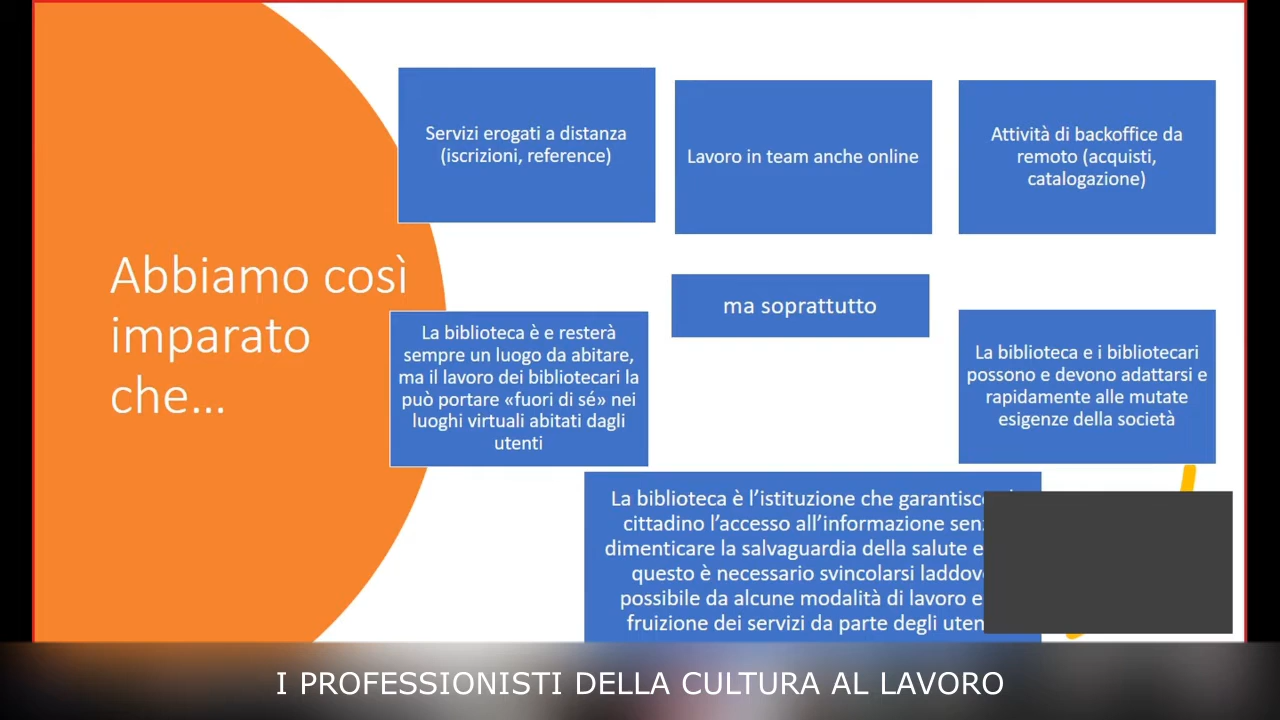 Abbiamo così
imparato
che...
Servizi erogati a distanza
(iscrizioni, reference)
Lavoro in team anche online
Attività di backoffice da
remoto (acquisti,
catalogazione)
ma soprattutto
La biblioteca è e resterà
sempre un luogo da abitare,
ma il lavoro dei bibliotecari la
può portare «fuori di sé» nei
luoghi virtuali abitati dagli
utenti
La biblioteca e i bibliotecari
possono e devono adattarsi e
rapidamente alle mutate
esigenze della società
La biblioteca è l’istituzione che
cittadino l’accesso all’informazione
dimenticare la salvaguardia della salute
questo è necessario svincolarsi
possibile da alcune modalità di lavoro e
fruizione dei servizi da parte degli
I PROFESSIONISTI DELLA CULTURA AL LAVORO